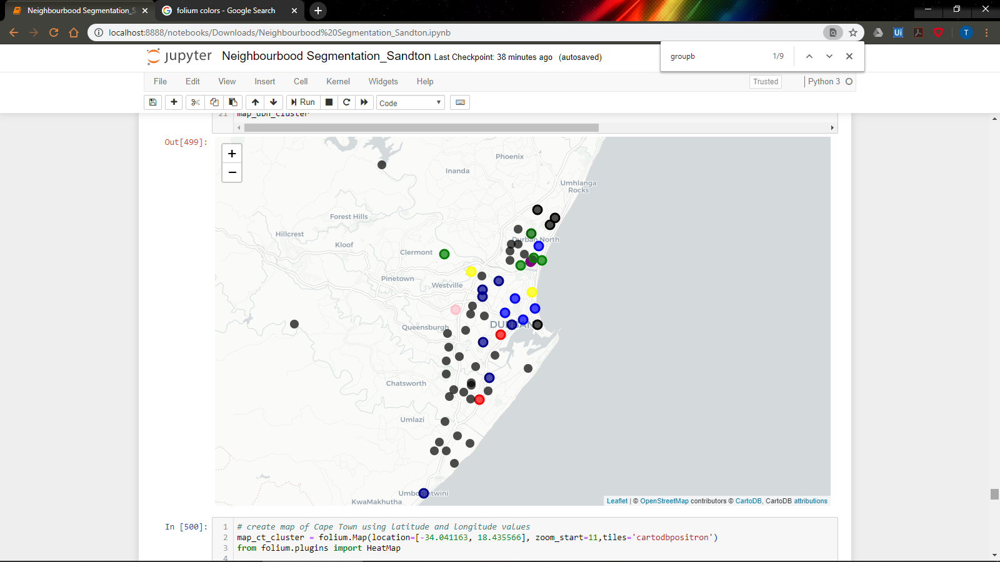 Neighbourbood Segmentation_S
folium colors - Google Search
localhost:8888/notebooks/Downloads/Neighbourbood%20Segmentation_Sandton.ipynb
Ui
T
jupyter
Neighbourbood Segmentation_Sandton Last Checkpoint: 38 minutes ago (autosaved)
groupb 1/9
File Edit View Insert Cell Kernel Widgets Help
Trusted
Python 3
Run
Code
21 map_dbn_cluster
Out[499]:
+
−
Phoenix
Inanda
Umhlanga
Rocks
Forest Hills
Hillcrest
Durban North
Kloof
Clermont
Pinetown
Westville
Queensburgh
Chatsworth
Umlazi
KwaMakhutha
Leaflet | © OpenStreetMap contributors © CartoDB, CartoDB attributions
In [500]:
1 # create map of Cape Town using latitude and longitude values
2 map_ct_cluster = folium.Map(location=[-34.041163, 18.435566], zoom_start=11,tiles='cartodbpositron')
3 from folium.plugins import HeatMap
4